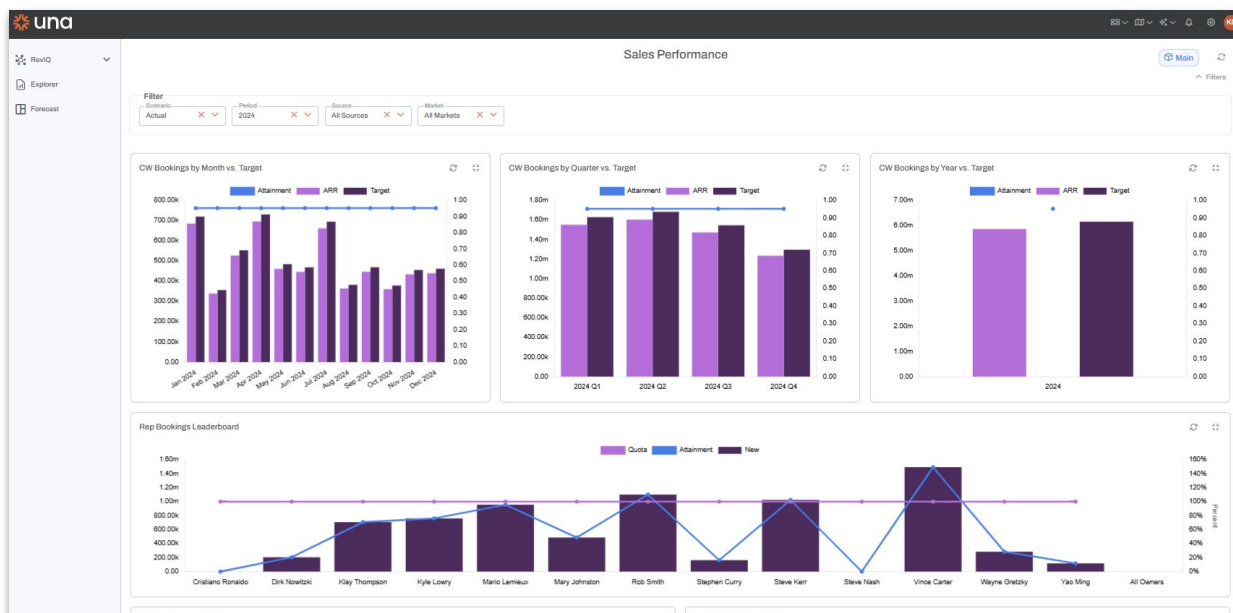 una
KE
RevIQ
Explorer
Forecast
Sales Performance
Main
Filters
Filter
Scenario
Actual
Period
2024
Source
All Sources
Market
All Markets
CW Bookings by Month vs. Target
Attainment ARR Target
800.00k
700.00k
600.00k
500.00k
400.00k
300.00k
200.00k
100.00k
0.00
1.00
0.90
0.80
0.70
0.60
0.50
0.40
0.30
0.20
0.10
0.00
Jan 2024 Feb 2024 Mar 2024 Apr 2024 May 2024 Jun 2024 Jul 2024 Aug 2024 Sep 2024 Oct 2024 Nov 2024 Dec 2024
CW Bookings by Quarter vs. Target
Attainment ARR Target
1.80m
1.60m
1.40m
1.20m
1.00m
800.00k
600.00k
400.00k
200.00k
0.00
1.00
0.90
0.80
0.70
0.60
0.50
0.40
0.30
0.20
0.10
0.00
2024 Q1 2024 Q2 2024 Q3 2024 Q4
CW Bookings by Year vs. Target
Attainment ARR Target
7.00m
6.00m
5.00m
4.00m
3.00m
2.00m
1.00m
0.00
1.00
0.90
0.80
0.70
0.60
0.50
0.40
0.30
0.20
0.10
0.00
2024
Rep Bookings Leaderboard
Quota Attainment New
1.60m
1.40m
1.20m
1.00m
800.00k
600.00k
400.00k
200.00k
0.00
160%
140%
120%
100%
80%
60%
40%
20%
0%
Percent
Cristiano Ronaldo Dirk Nowitzki Klay Thompson Kyle Lowry Mario Lemieux Mary Johnston Rob Smith Stephen Curry Steve Kerr Steve Nash Vince Carter Wayne Gretzky Yao Ming All Owners